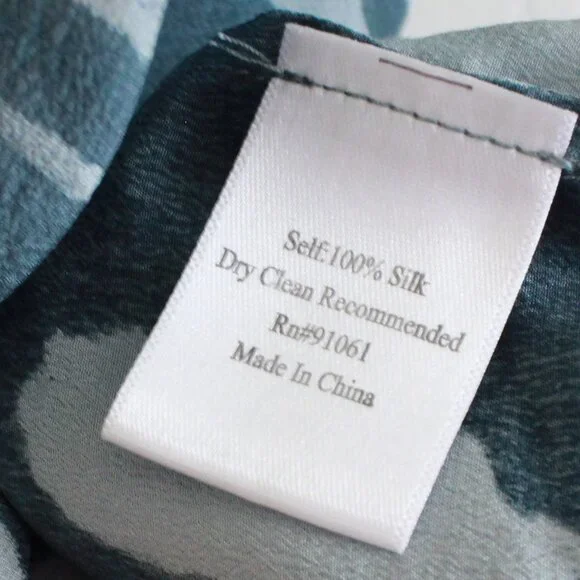 Self:100% Silk
Dry Clean Recommended
Rn#91061
Made In China